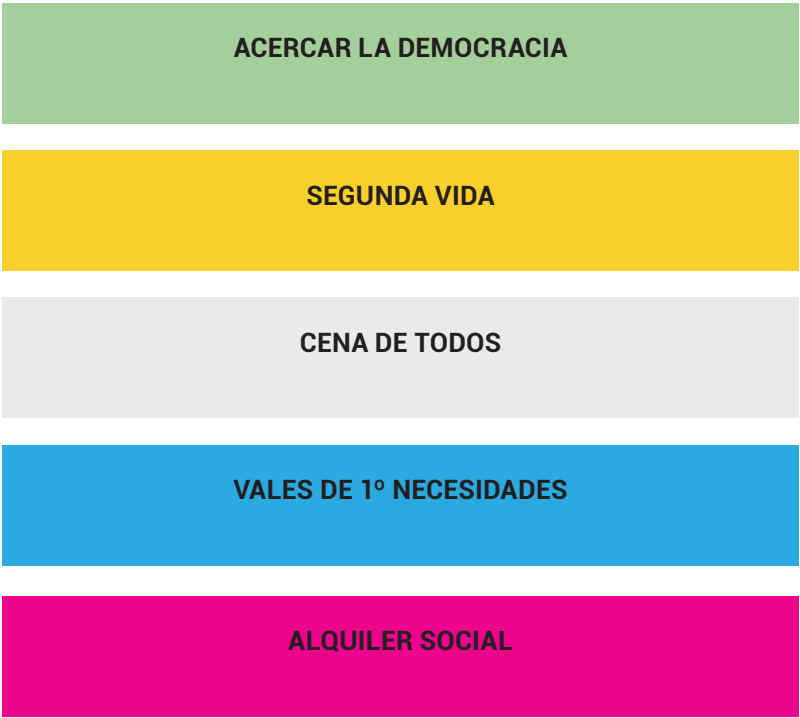 ACERCAR LA DEMOCRACIA
SEGUNDA VIDA
CENA DE TODOS
VALES DE 1º NECESIDADES
ALQUILER SOCIAL